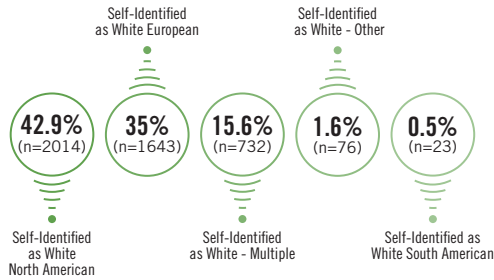 Self-Identified
as White European
Self-Identified
as White - Other
42.9%
(n=2014)
35%
(n=1643)
15.6%
(n=732)
1.6%
(n=76)
0.5%
(n=23)
Self-Identified
as White
North American
Self-Identified
as White - Multiple
Self-Identified as
White South American